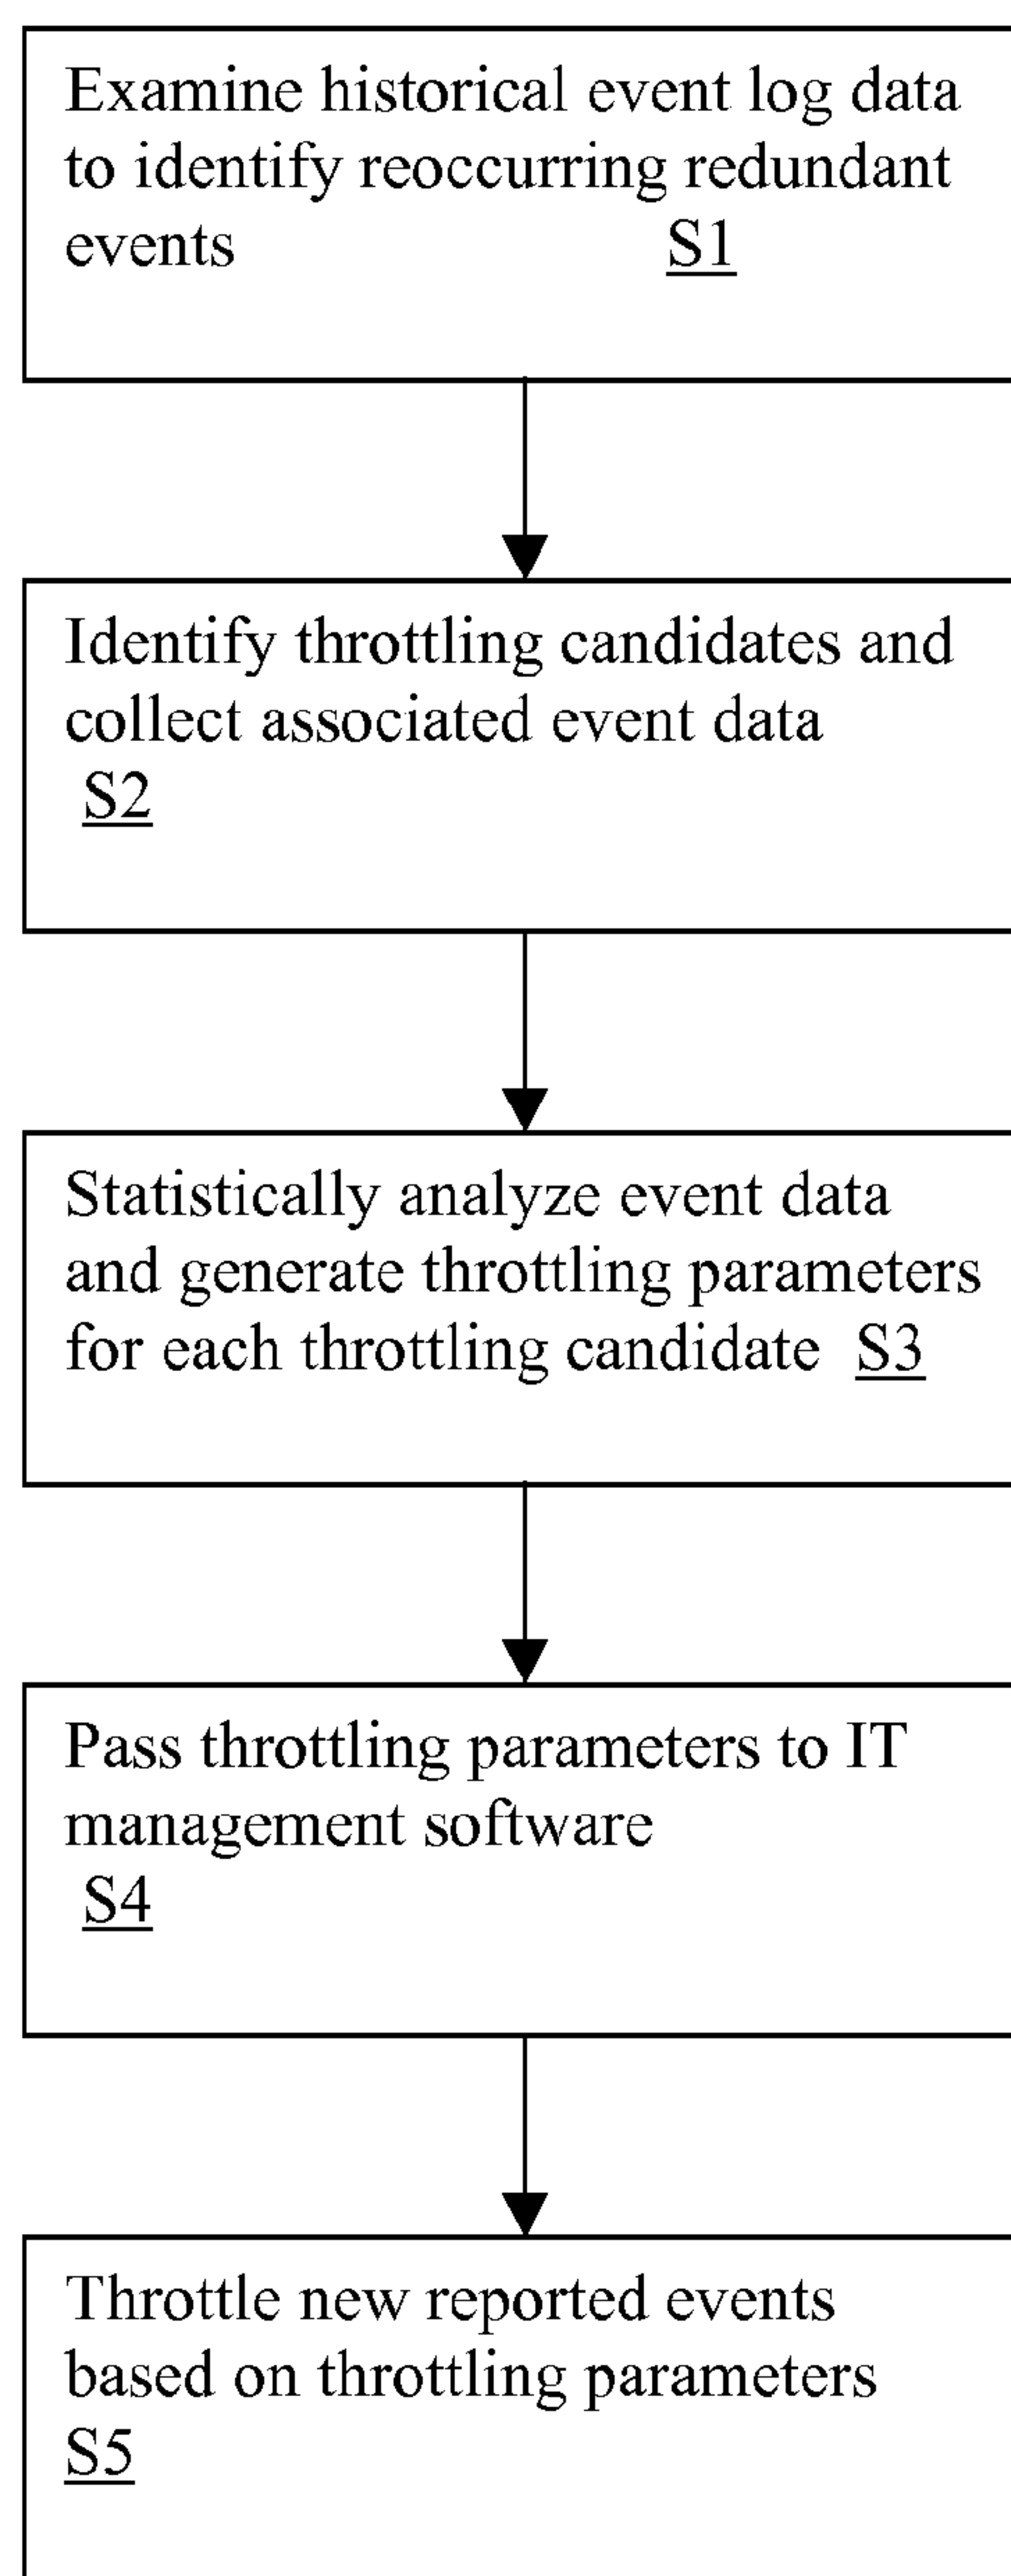 Examine historical event log data
to identify reoccurring redundant
events S1
Identify throttling candidates and
collect associated event data
S2
Statistically analyze event data
and generate throttling parameters
for each throttling candidate S3
Pass throttling parameters to IT
management software
S4
Throttle new reported events
based on throttling parameters
S5